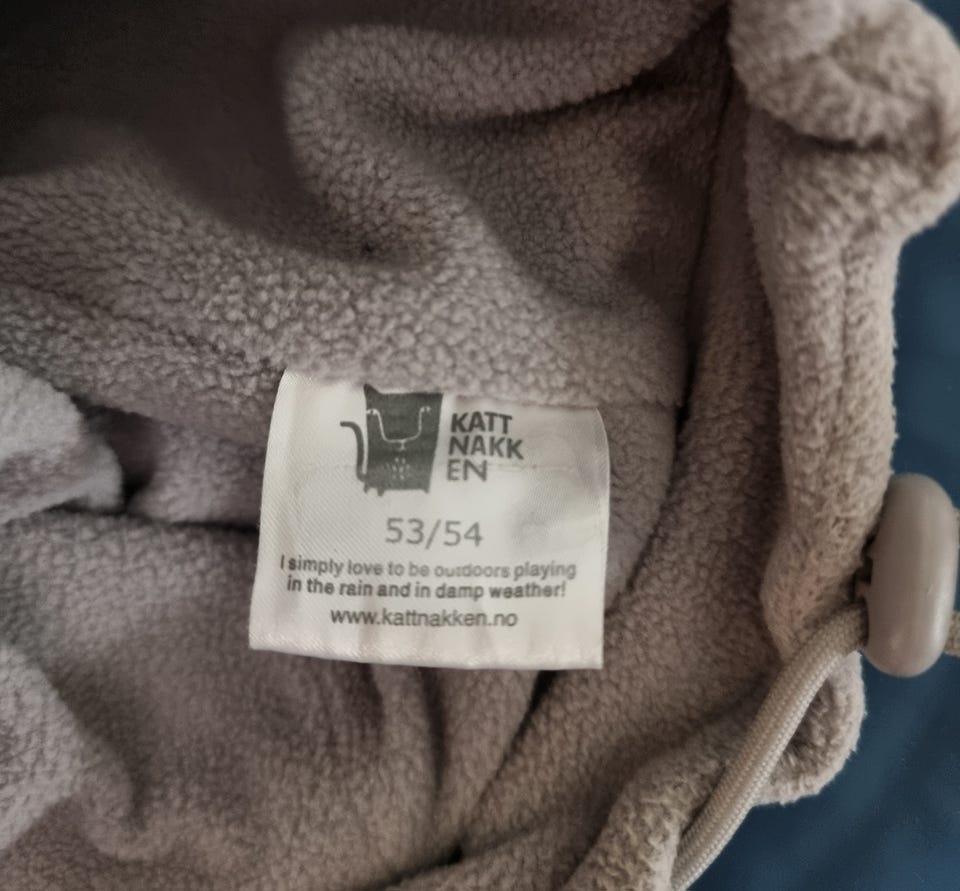 KATT
NAKK
EN
53/54
I simply love to be outdoors playing
in the rain and in damp weather!
www.kattnakken.no